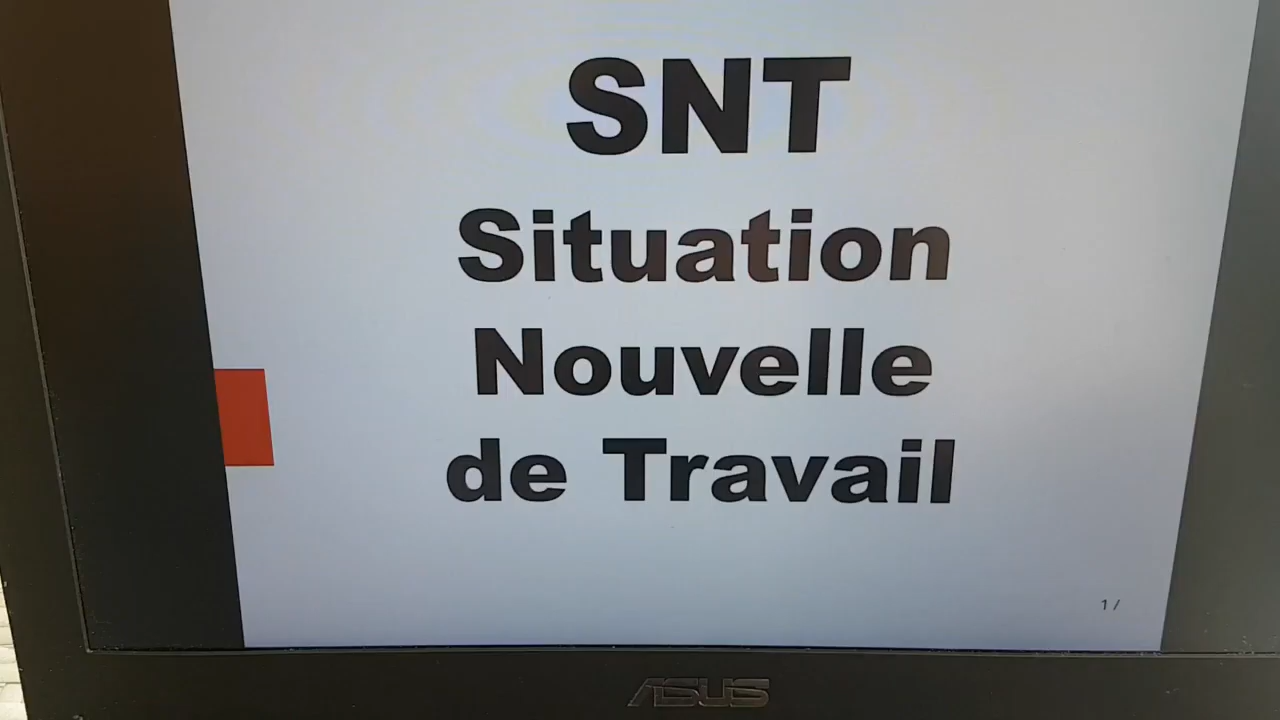 SNT
Situation
Nouvelle
de Travail
1 /
ASUS